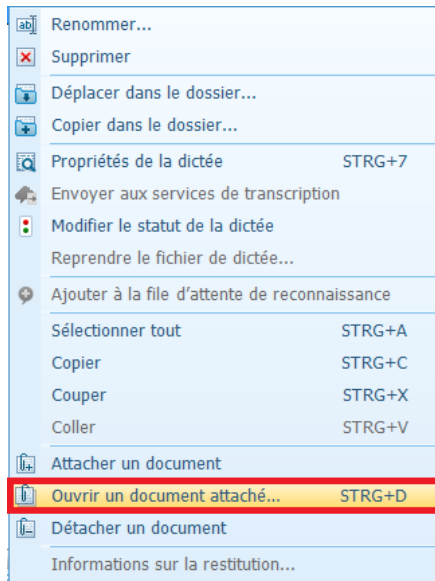 Renommer...
Supprimer
Déplacer dans le dossier...
Copier dans le dossier...
Propriétés de la dictée STRG+7
Envoyer aux services de transcription
Modifier le statut de la dictée
Reprendre le fichier de dictée...
Ajouter à la file d'attente de reconnaissance
Sélectionner tout STRG+A
Copier STRG+C
Couper STRG+X
Coller STRG+V
Attacher un document
Ouvrir un document attaché... STRG+D
Détacher un document
Informations sur la restitution...